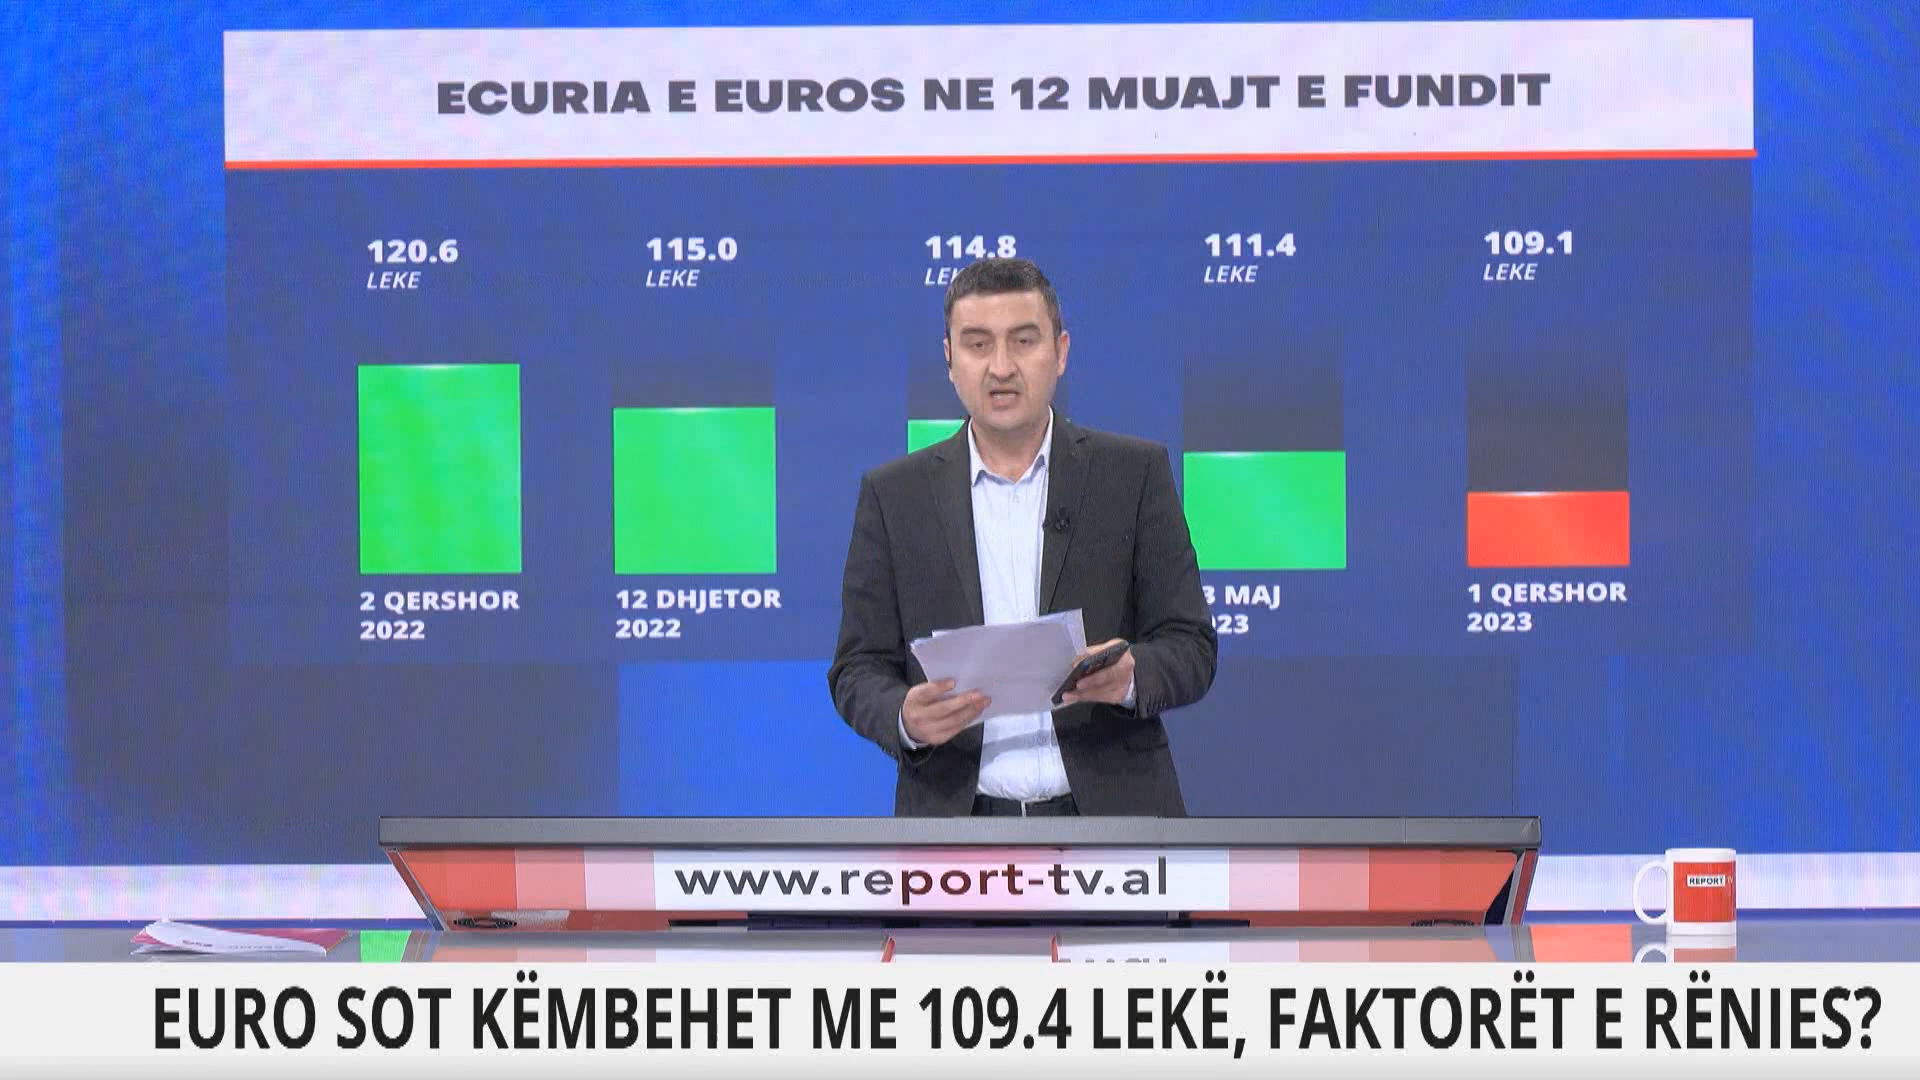 ECURIA E EUROS NE 12 MUAJT E FUNDIT
120.6
LEKE
115.0
LEKE
114.8
111.4
LEKE
109.1
LEKE
2 QERSHOR
2022
12 DHJETOR
2022
MAJ
1 QERSHOR
2023
www.report-tv.al
REPORT TV
EURO SOT KËMBEHET ME 109.4 LEKË, FAKTORËT E RËNIES?